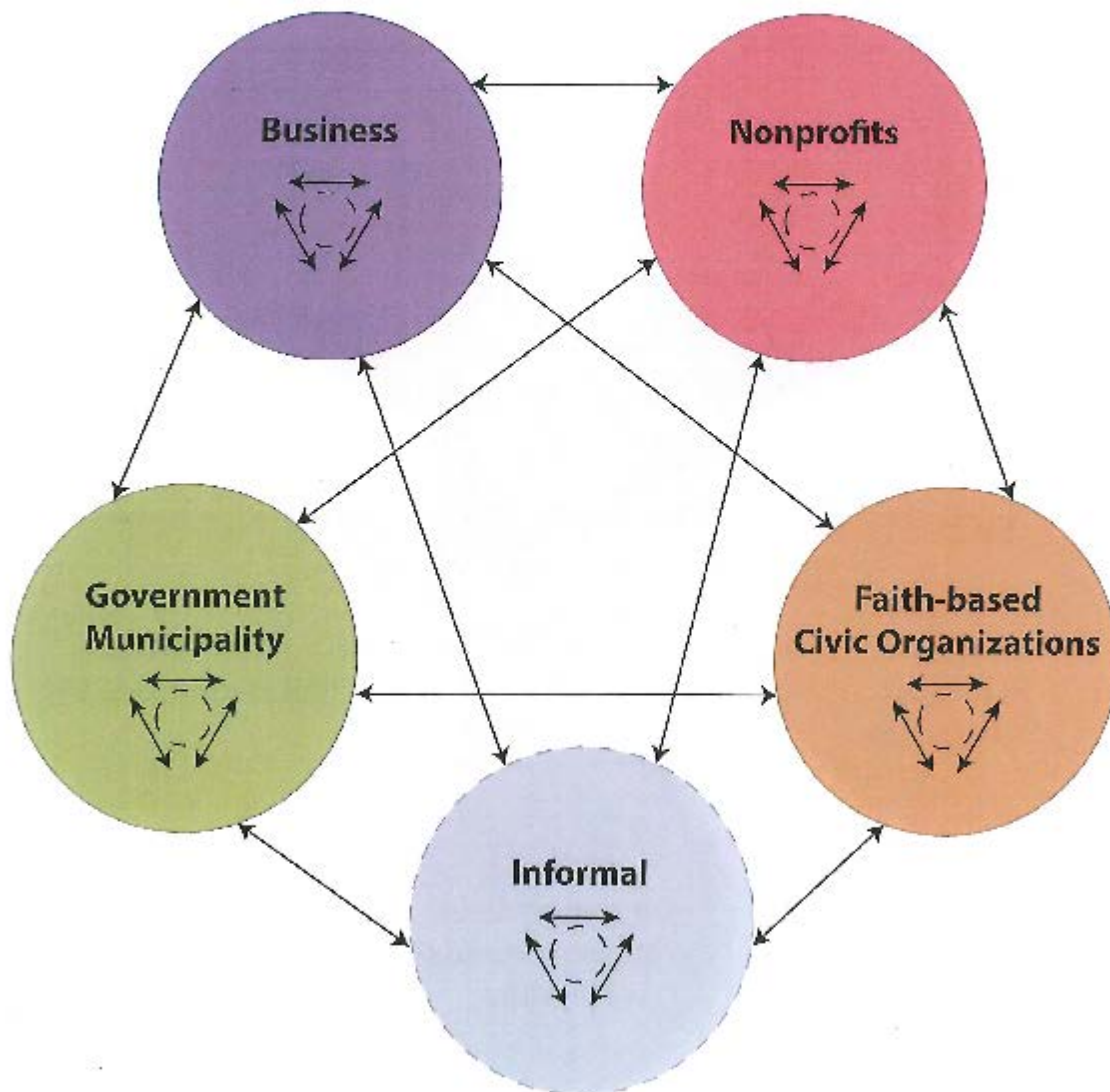 Business
Nonprofits
Government
Municipality
Faith-based
Civic Organizations
Informal